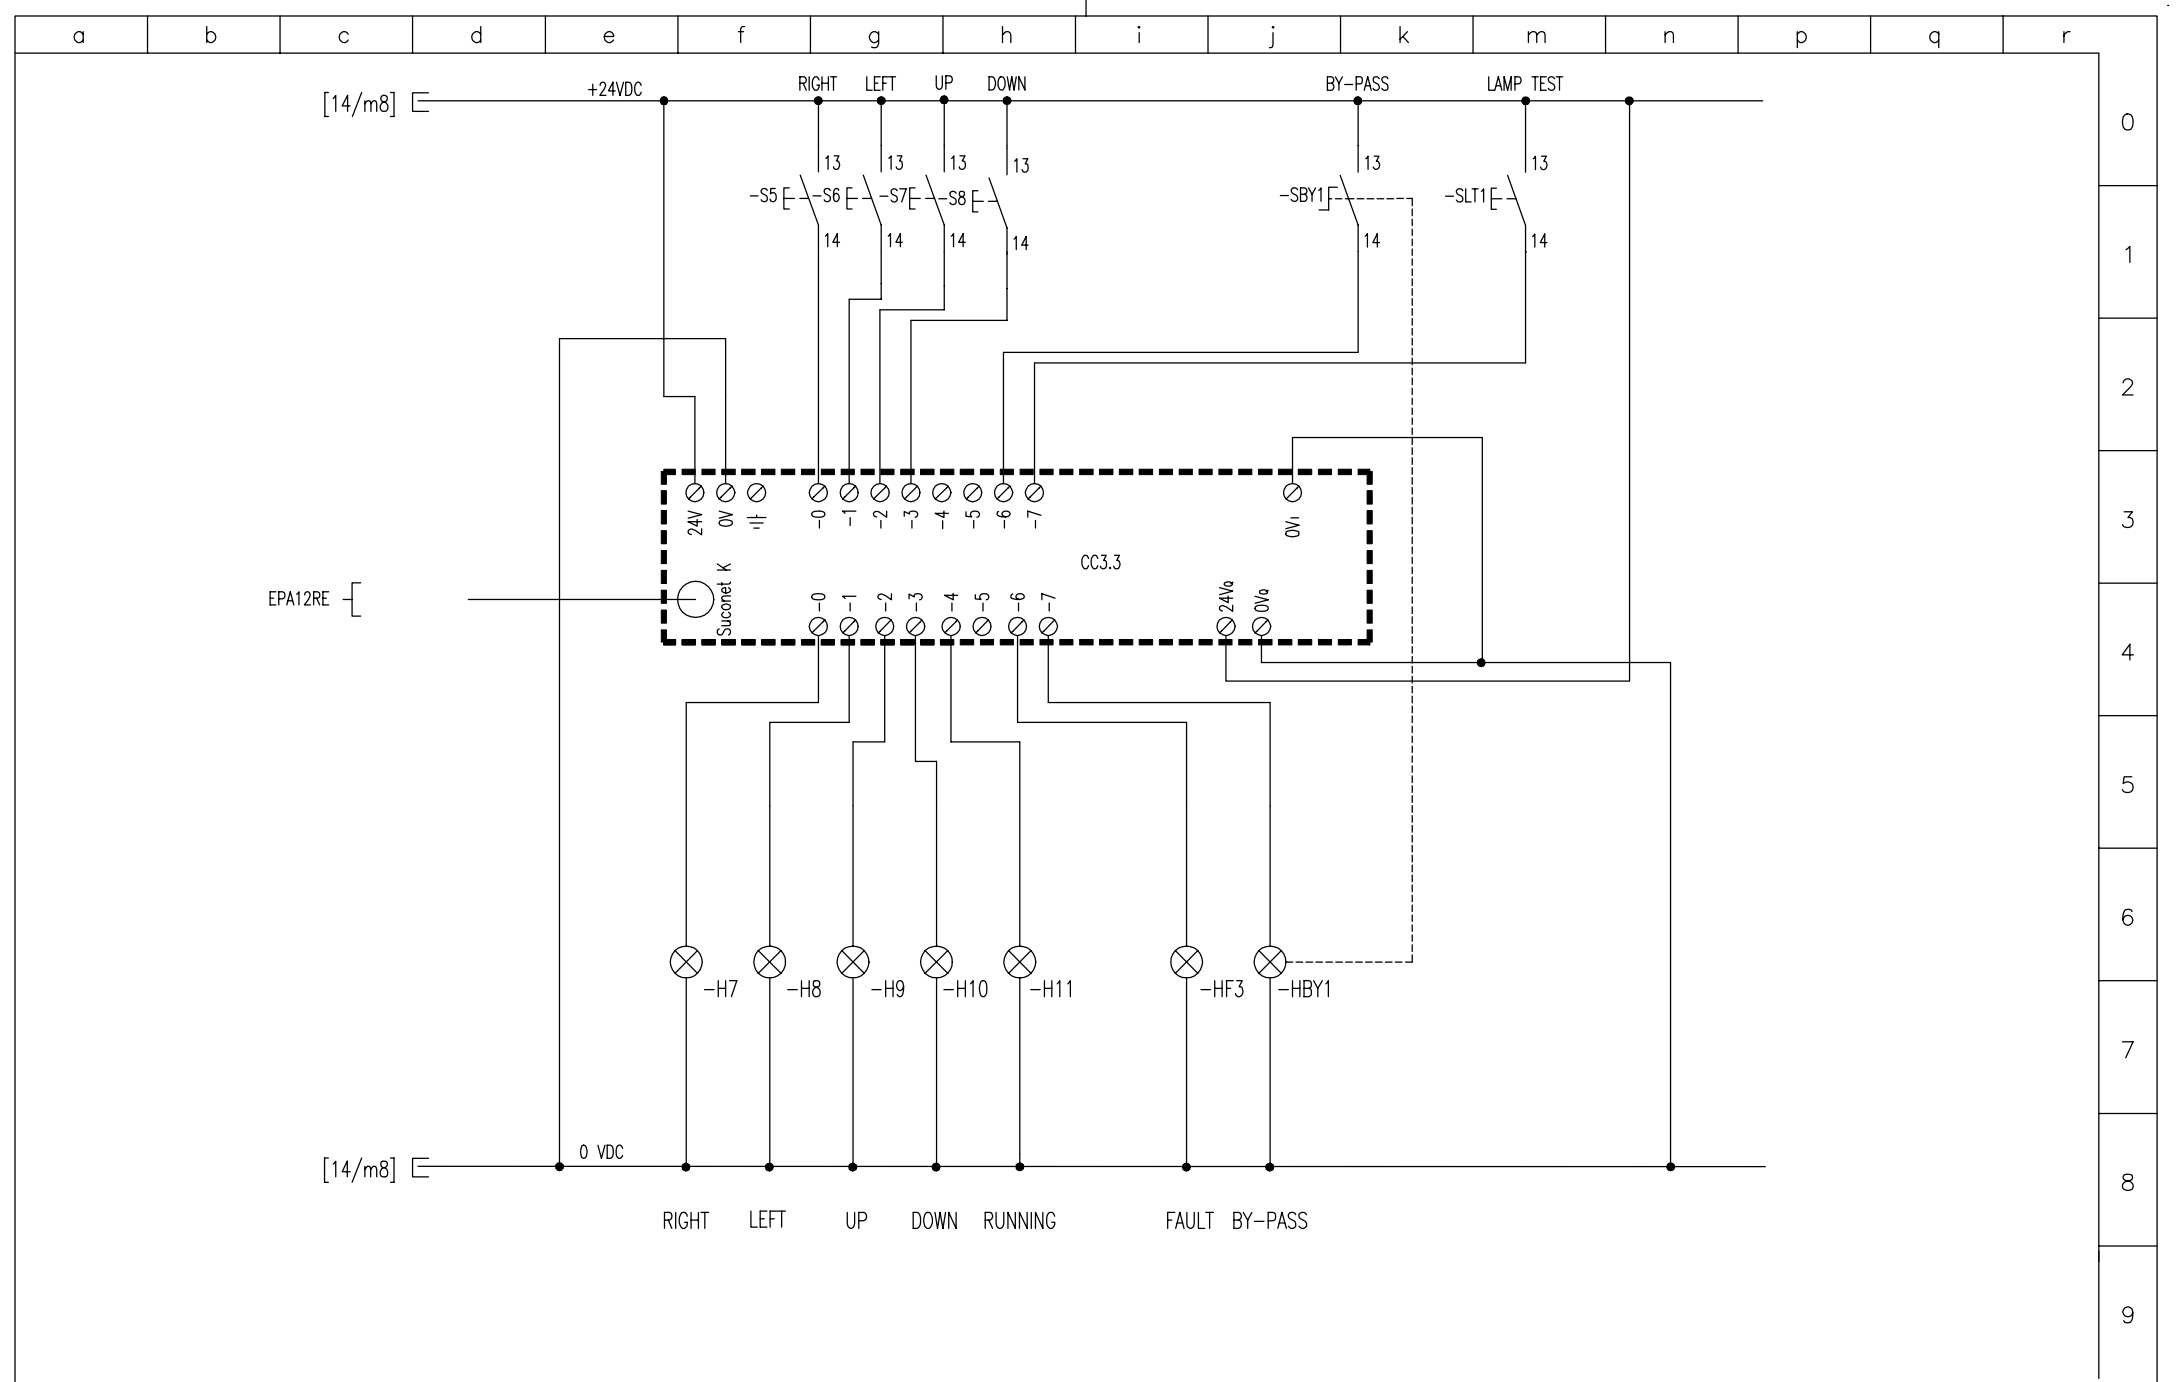 a b c d e f g h i j k m n p q r
RIGHT LEFT UP DOWN BY-PASS LAMP TEST
+24VDC
[14/m8]
0
13 13 13 13 13 13
-S5 -S6 -S7 -S8 -SBY1 -SLT1
14 14 14 14 14 14
1
2
24V 0V -0 -1 -2 -3 -4 -5 -6 -7 0VI
3
CC3.3
Suconet K
EPA12RE
-0 -1 -2 -3 -4 -5 -6 -7 24VQ 0VQ
4
5
6
-H7 -H8 -H9 -H10 -H11 -HF3 -HBY1
7
0 VDC
[14/m8]
8
RIGHT LEFT UP DOWN RUNNING FAULT BY-PASS
9